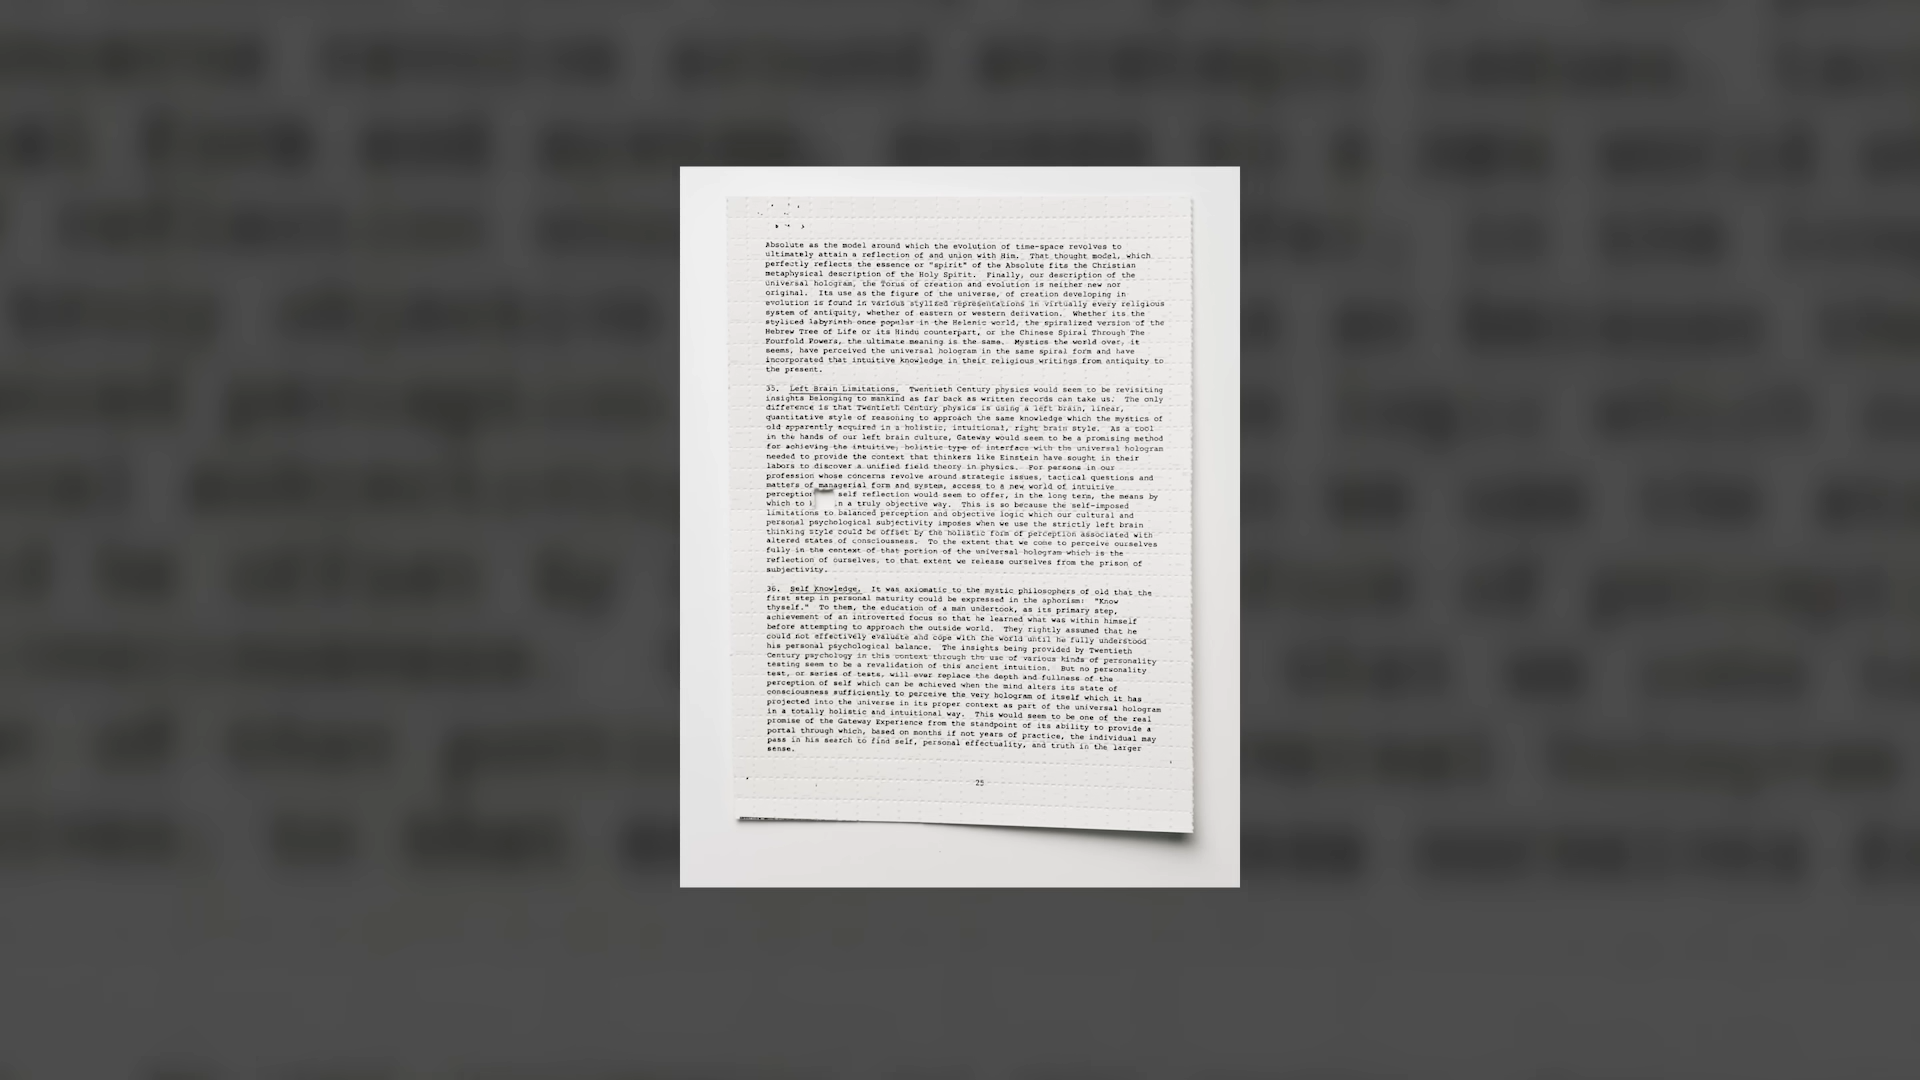 Absolute as the model around which the evolution of time-space revolves to
ultimately attain a reflection of and union with Him. That thought model, which
perfectly reflects the essence or "spirit" of the Absolute fits the Christian
metaphysical description of the Holy Spirit. Finally, our description of the
Universal hologram, the Torus of creation and evolution is neither new nor
original. Its use as the figure of the universe, of creation developing in
evolution is found in various stylized representations in virtually every religious
system of antiquity, whether of eastern or western derivation. Whether its the
stylized labyrinth once popular in the Helenic world, the spiralized version of the
Hebrew Tree of Life or its Hindu counterpart, or the Chinese Spiral Through The
Fourfold Powers, the ultimate meaning is the same. Mystics the world over, it
seems, have perceived the universal hologram in the same spiral form and have
incorporated that intuitive knowledge in their religious writings from antiquity to
the present.
35. Left Brain Limitations. Twentieth Century physics would seem to be revisiting
insights belonging to mankind as far back as written records can take us. The only
difference is that Twentieth Century physics is using a left brain, linear,
quantitative style of reasoning to approach the same knowledge which the mystics of
old apparently acquired in a holistic, intuitional, right brain style. As a tool
in the hands of our left brain culture, Gateway would seem to be a promising method
for achieving the intuitive, holistic type of interface with the universal hologram
needed to provide the context that thinkers like Einstein have sought in their
labors to discover a unified field theory in physics. For persons in our
profession whose concerns revolve around strategic issues, tactical questions and
matters of managerial form and system, access to a new world of intuitive
perception self reflection would seem to offer, in the long term, the means by
which to in a truly objective way. This is so because the self-imposed
limitations to balanced perception and objective logic which our cultural and
personal psychological subjectivity imposes when we use the strictly left brain
thinking style could be offset by the holistic form of perception associated with
altered states of consciousness. To the extent that we come to perceive ourselves
fully in the context of that portion of the universal hologram which is the
reflection of ourselves, to that extent we release ourselves from the prison of
subjectivity.
36. Self Knowledge. It was axiomatic to the mystic philosophers of old that the
first step in personal maturity could be expressed in the aphorism: "Know
thyself." To them, the education of a man undertook, as its primary step,
achievement of an introverted focus so that he learned what was within himself
before attempting to approach the outside world. They rightly assumed that he
could not effectively evaluate and cope with the world until he fully understood
his personal psychological balance. The insights being provided by Twentieth
Century psychology in this context through the use of various kinds of personality
testing seem to be a revalidation of this ancient intuition. But no personality
test, or series of tests, will ever replace the depth and fullness of the
perception of self which can be achieved when the mind alters its state of
consciousness sufficiently to perceive the very hologram of itself which it has
projected into the universe in its proper context as part of the universal hologram
in a totally holistic and intuitional way. This would seem to be one of the real
promise of the Gateway Experience from the standpoint of its ability to provide a
portal through which, based on months if not years of practice, the individual may
pass in his search to find self, personal effectuality, and truth in the larger
sense.
25